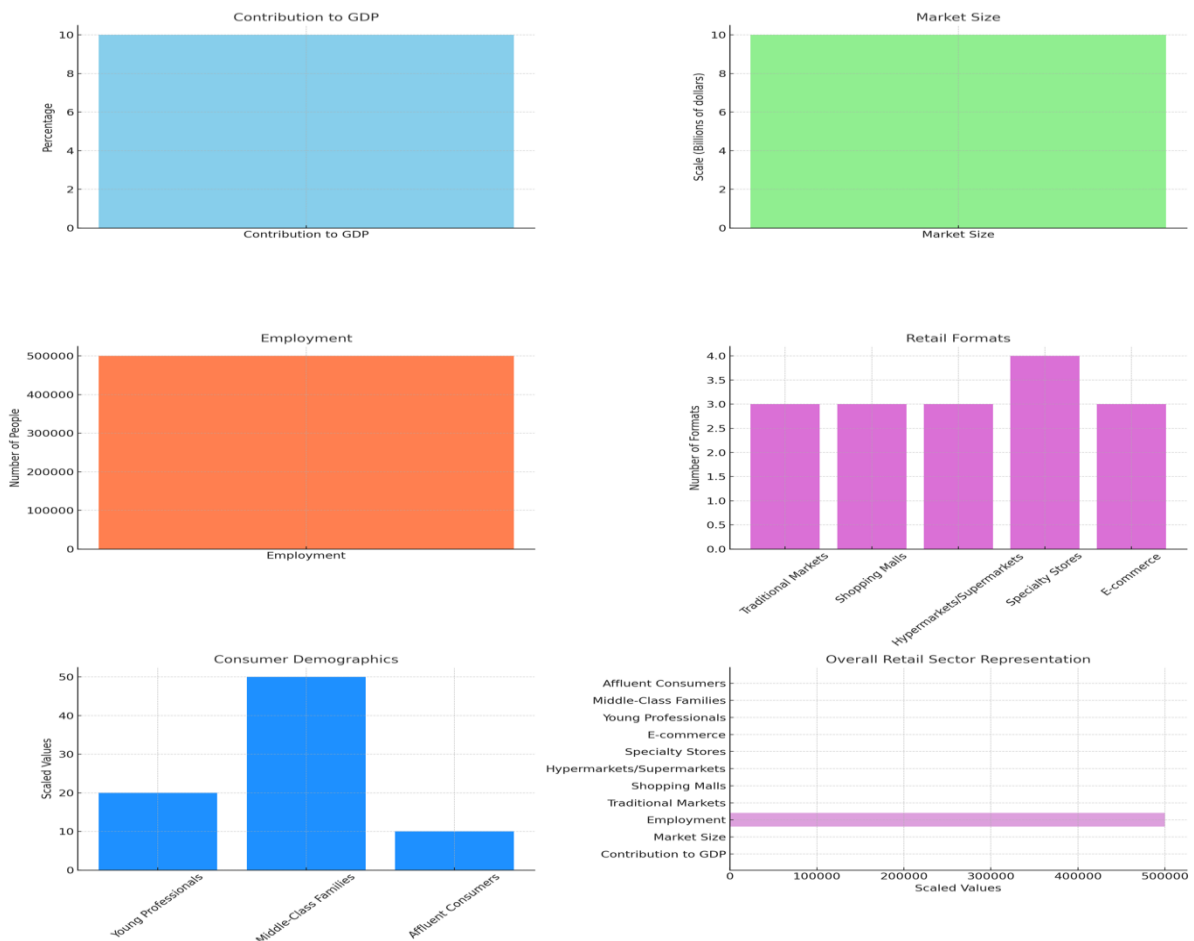 Contribution to GDP
10
8
6
4
2
0
Percentage
Contribution to GDP
Market Size
10
8
6
4
2
0
Scale (Billions of dollars)
Market Size
Employment
500000
400000
300000
200000
100000
0
Number of People
Employment
Retail Formats
4.0
3.5
3.0
2.5
2.0
1.5
1.0
0.5
0.0
Number of Formats
Traditional Markets
Shopping Malls
Hypermarkets/Supermarkets
Specialty Stores
E-commerce
Consumer Demographics
50
40
30
20
10
0
Scaled Values
Young Professionals
Middle-Class Families
Affluent Consumers
Overall Retail Sector Representation
Affluent Consumers
Middle-Class Families
Young Professionals
E-commerce
Specialty Stores
Hypermarkets/Supermarkets
Shopping Malls
Traditional Markets
Employment
Market Size
Contribution to GDP
0 100000 200000 300000 400000 500000
Scaled Values